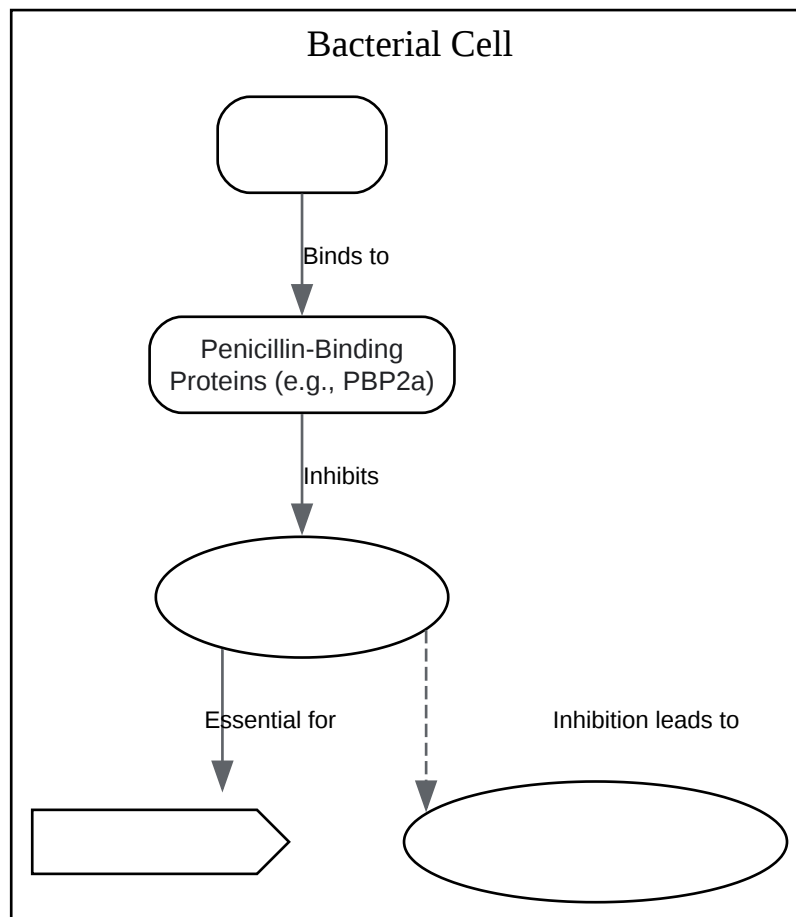 Bacterial Cell
Binds to
Penicillin-Binding
Proteins (e.g., PBP2a)
Inhibits
Essential for
Inhibition leads to